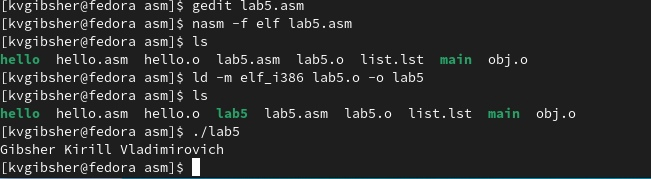 [kvgibsher@fedora asm]$ gedit lab5.asm
[kvgibsher@fedora asm]$ nasm -f elf lab5.asm
[kvgibsher@fedora asm]$ ls
hello  hello.asm  hello.o  lab5.asm  lab5.o  list.lst  main  obj.o
[kvgibsher@fedora asm]$ ld -m elf_i386 lab5.o -o lab5
[kvgibsher@fedora asm]$ ls
hello  hello.asm  hello.o  lab5  lab5.asm  lab5.o  list.lst  main  obj.o
[kvgibsher@fedora asm]$ ./lab5
Gibsher Kirill Vladimirovich
[kvgibsher@fedora asm]$